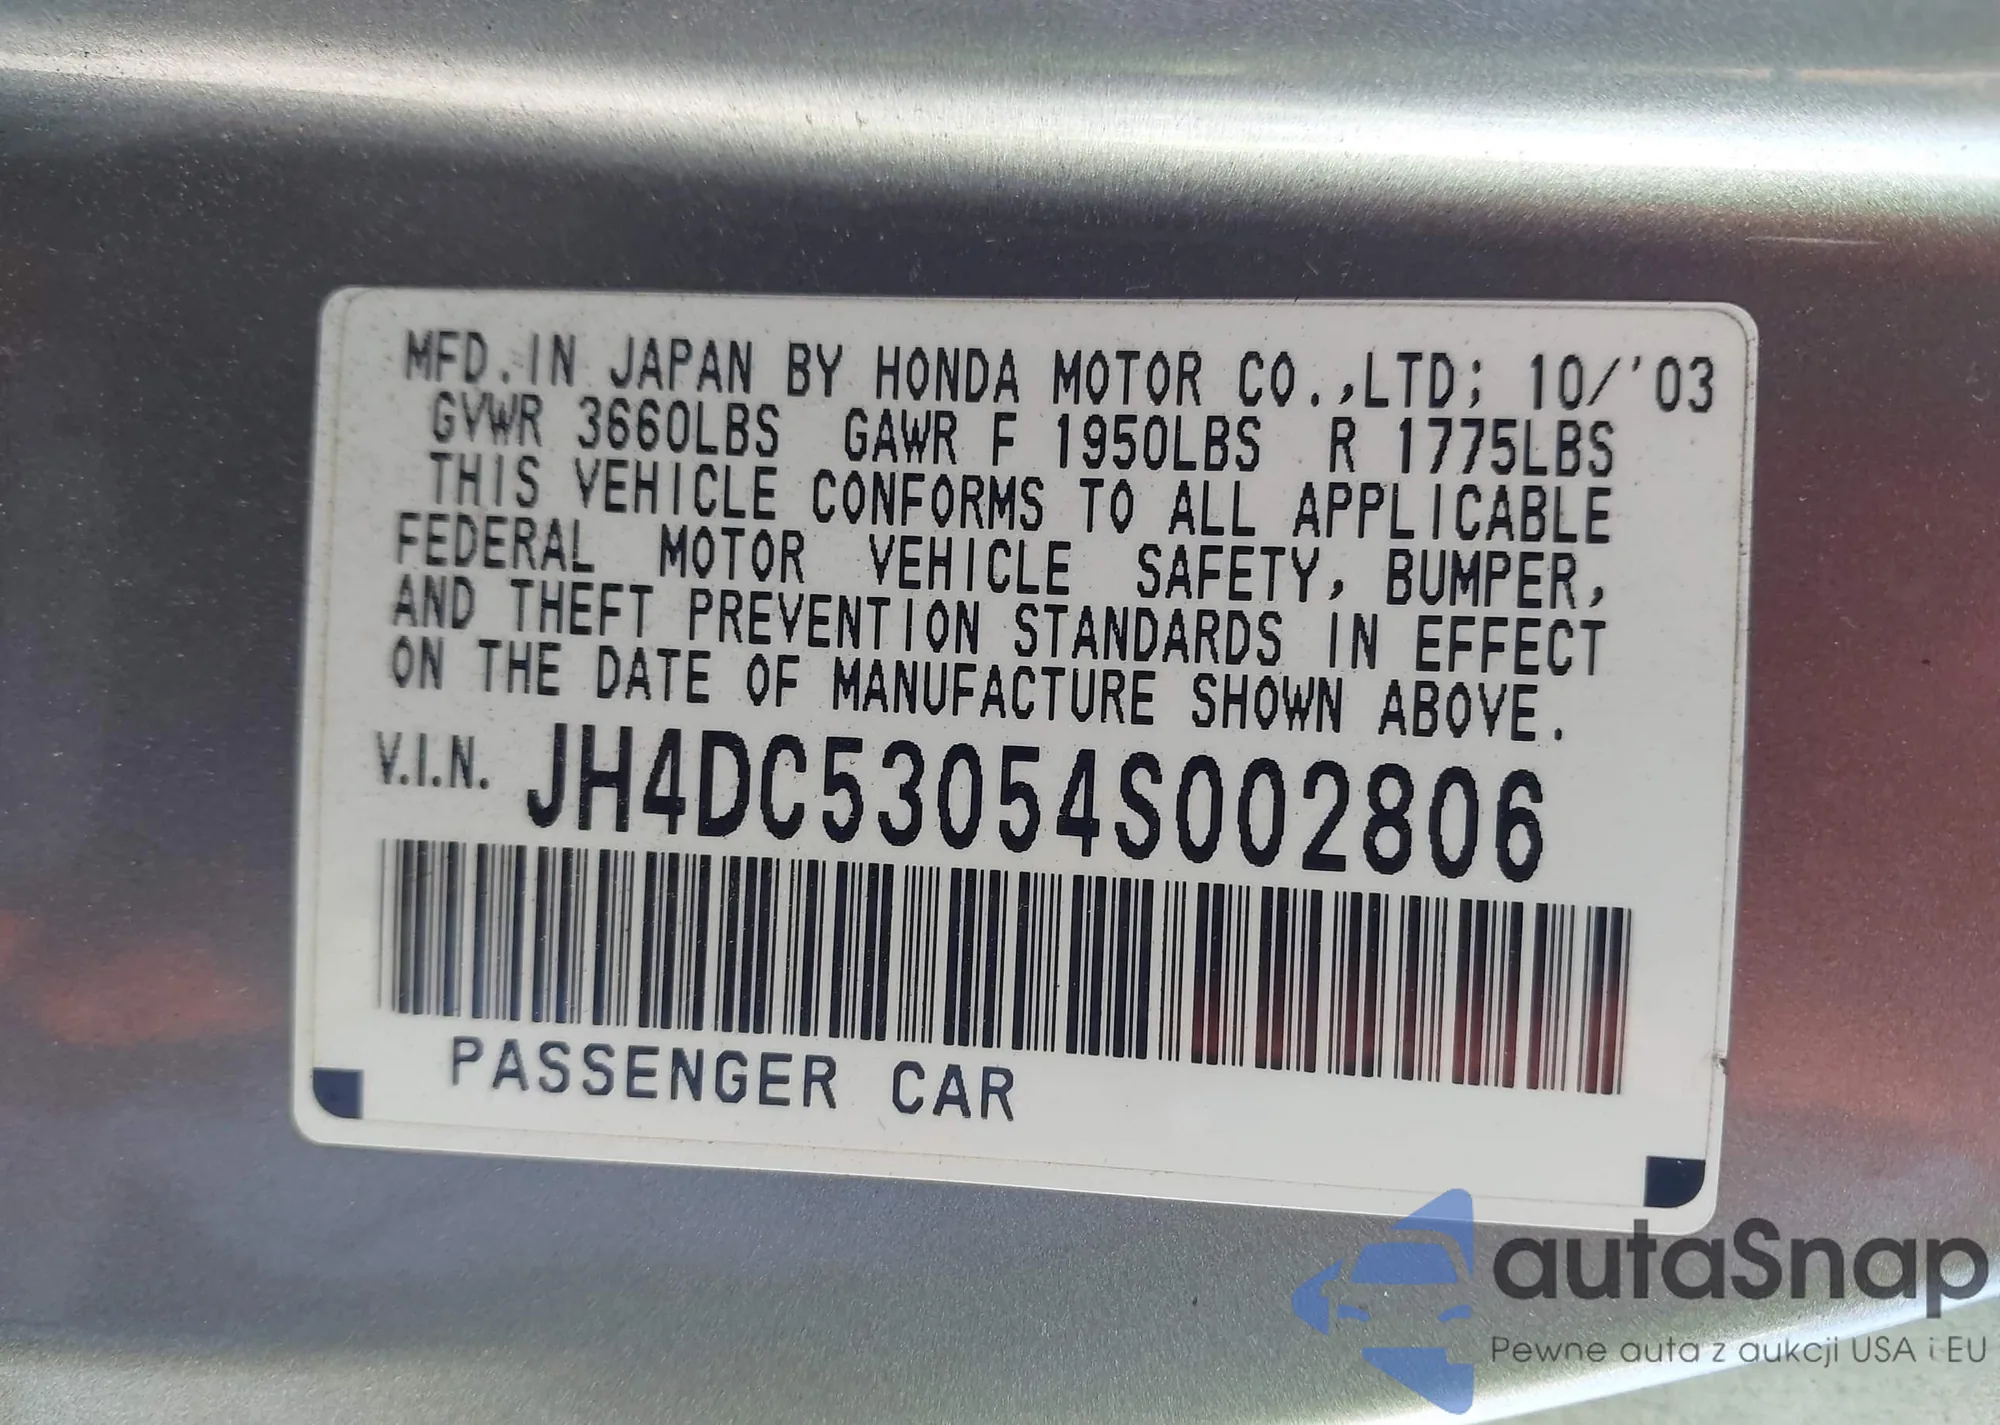 MFD. IN JAPAN BY HONDA MOTOR CO.,LTD; 10/'03
GVWR 3660LBS GAWR F 1950LBS R 1775LBS
THIS VEHICLE CONFORMS TO ALL APPLICABLE
FEDERAL MOTOR VEHICLE SAFETY, BUMPER,
AND THEFT PREVENTION STANDARDS IN EFFECT
ON THE DATE OF MANUFACTURE SHOWN ABOVE.
V.I.N. JH4DC53054S002806
PASSENGER CAR
autaSnap
Pewne auta z aukcji USA i EU